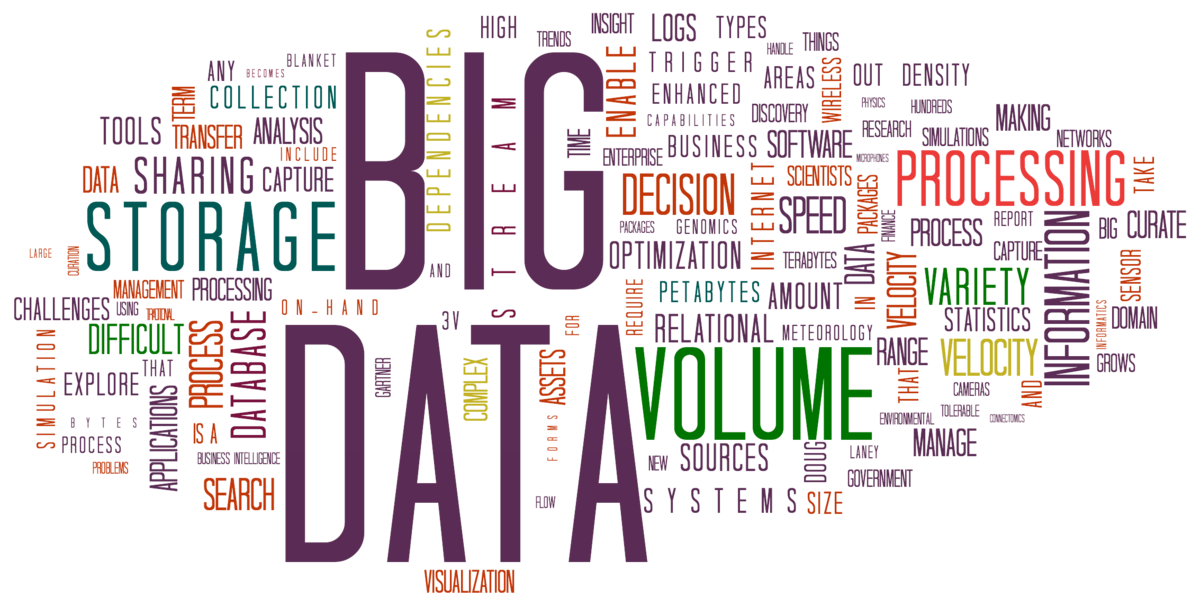 HIGH
TRENDS
INSIGHT
LOGS
TYPES
HANDLE
THINGS
ANY
BECOMES
BLANKET
COLLECTION
TERM
DEPENDENCIES
BIG
STREAM
TIME
ENABLE
TRIGGER
ENHANCED
CAPABILITIES
AREAS
DISCOVERY
WIRELESS
OUT
DENSITY
PHYSICS
HUNDREDS
MAKING
TOOLS
TRANSFER
ANALYSIS
INCLUDE
ENTERPRISE
BUSINESS
SOFTWARE
RESEARCH
SIMULATIONS
NETWORKS
MICROPHONES
DATA
SHARING
CAPTURE
DECISION
PACKAGES
GENOMICS
INTERNET
SCIENTISTS
SPEED
PACKAGES
FINANCE
PROCESSING
TAKE
STORAGE
PROCESS
REPORT
BIG
CURATE
LARGE
CURATION
AND
OPTIMIZATION
TERABYTES
DATA
CAPTURE
INFORMATION
SENSOR
MANAGEMENT
PROCESSING
PETABYTES
AMOUNT
IN
VELOCITY
VARIETY
CHALLENGES
USING
ON-HAND
3V
FOR
REQUIRE
RELATIONAL
METEOROLOGY
STATISTICS
INFORMATICS
DOMAIN
SIMULATION
DIFFICULT
THAT
PROCESS
DATABASE
DATA
GARTNER
COMPLEX
ASSETS
VOLUME
RANGE
VELOCITY
GROWS
EXPLORE
APPLICATIONS
THAT
CAMERAS
AND
BYTES
IS A
FORMS
ENVIRONMENTAL
TOLERABLE
CONNECTOMICS
PROCESS
BUSINESS INTELLIGENCE
PROBLEMS
NEW
SOURCES
DOUG
LANEY
MANAGE
SEARCH
FLOW
SYSTEMS
SIZE
GOVERNMENT
VISUALIZATION